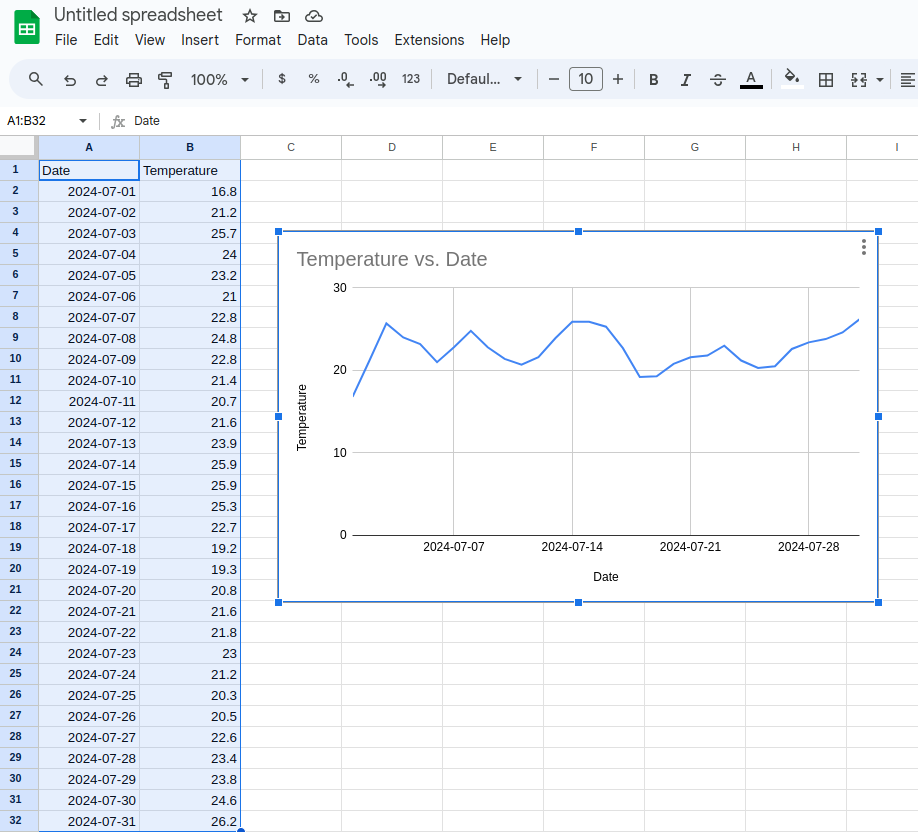 Untitled spreadsheet
File Edit View Insert Format Data Tools Extensions Help
100% $ % .0 .00 123 Defaul... 10 B I A
A1:B32 fx Date
A B C D E F G H I
1 Date Temperature
2 2024-07-01 16.8
3 2024-07-02 21.2
4 2024-07-03 25.7
5 2024-07-04 24
6 2024-07-05 23.2
7 2024-07-06 21
8 2024-07-07 22.8
9 2024-07-08 24.8
10 2024-07-09 22.8
11 2024-07-10 21.4
12 2024-07-11 20.7
13 2024-07-12 21.6
14 2024-07-13 23.9
15 2024-07-14 25.9
16 2024-07-15 25.9
17 2024-07-16 25.3
18 2024-07-17 22.7
19 2024-07-18 19.2
20 2024-07-19 19.3
21 2024-07-20 20.8
22 2024-07-21 21.6
23 2024-07-22 21.8
24 2024-07-23 23
25 2024-07-24 21.2
26 2024-07-25 20.3
27 2024-07-26 20.5
28 2024-07-27 22.6
29 2024-07-28 23.4
30 2024-07-29 23.8
31 2024-07-30 24.6
32 2024-07-31 26.2
Temperature vs. Date
30
20
10
0
Temperature
2024-07-07 2024-07-14 2024-07-21 2024-07-28
Date